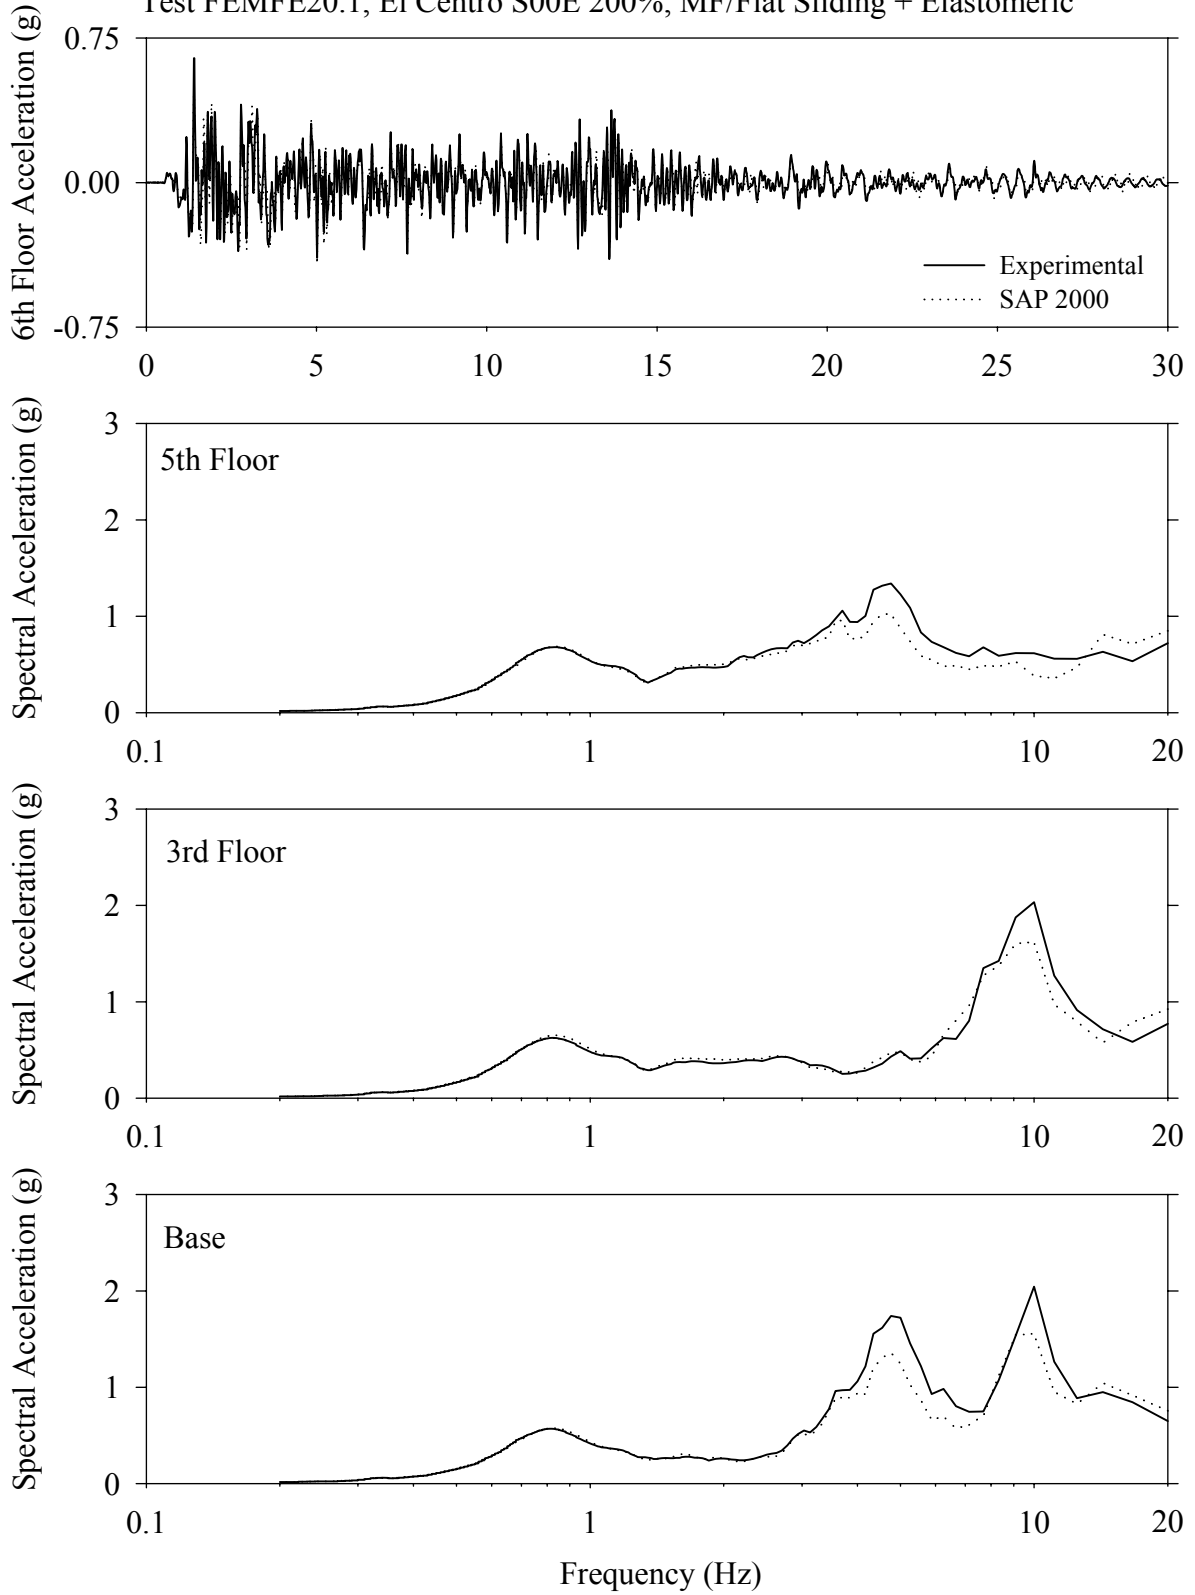 Test FEMFE20.1, El Centro S00E 200%, MF/Flat Sliding + Elastomeric
6th Floor Acceleration (g)
0.75
0.00
-0.75
Experimental
SAP 2000
0 5 10 15 20 25 30
Spectral Acceleration (g)
3
5th Floor
2
1
0
0.1 1 10 20
Spectral Acceleration (g)
3
3rd Floor
2
1
0
0.1 1 10 20
Spectral Acceleration (g)
3
Base
2
1
0
0.1 1 10 20
Frequency (Hz)